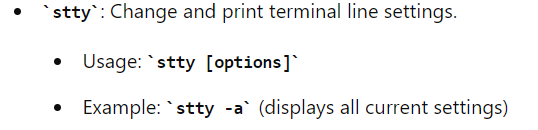 • `stty`: Change and print terminal line settings.
• Usage: `stty [options]`
• Example: `stty -a` (displays all current settings)